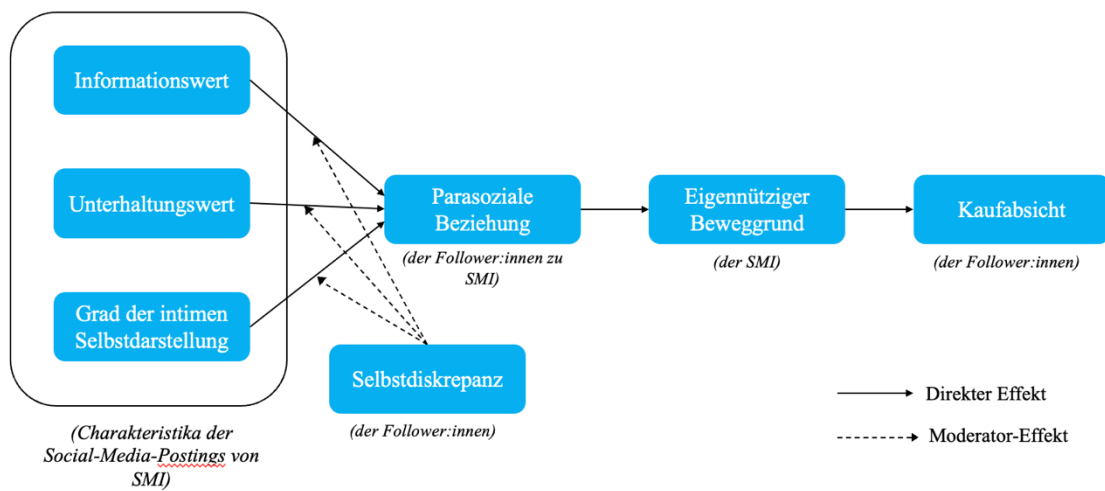 Informationswert
Unterhaltungswert
Grad der intimen
Selbstdarstellung
(Charakteristika der
Social-Media-Postings von
SMI)
Parasoziale
Beziehung
(der Follower:innen zu
SMI)
Selbstdiskrepanz
(der Follower:innen)
Eigennütziger
Beweggrund
(der SMI)
Kaufabsicht
(der Follower:innen)
Direkter Effekt
Moderator-Effekt